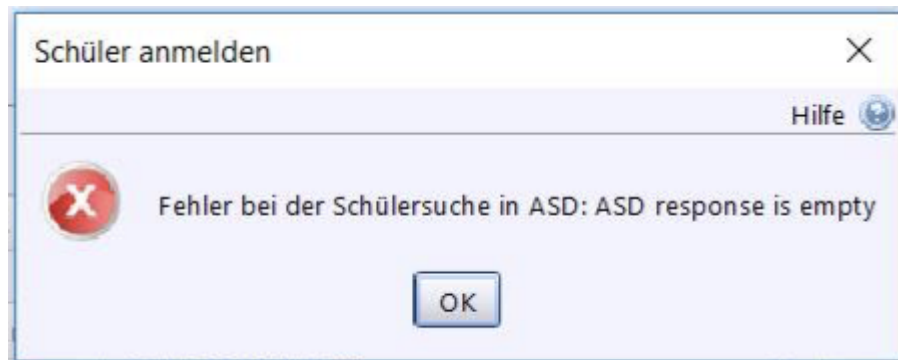 Schüler anmelden
Hilfe
Fehler bei der Schülersuche in ASD: ASD response is empty
OK